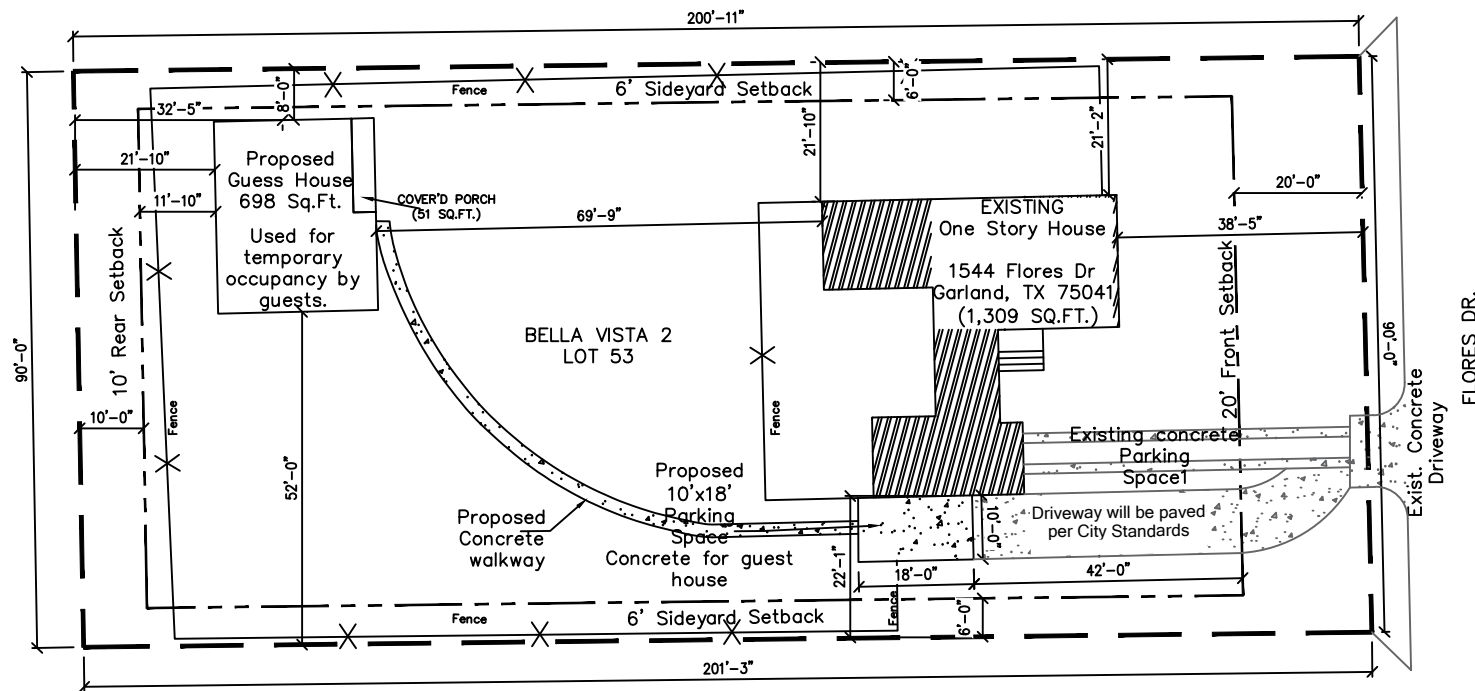 200'-11"
Fence
6' Sideyard Setback
6'-0"
8'-0"
32'-5"
21'-10"
11'-10"
21'-10"
21'-2"
20'-0"
38'-5"
69'-9"
Proposed
Guess House
698 Sq.Ft.
Used for
temporary
occupancy by
guests.
COVER'D PORCH
(51 SQ.FT.)
EXISTING
One Story House
1544 Flores Dr
Garland, TX 75041
(1,309 SQ.FT.)
BELLA VISTA 2
LOT 53
90'-0"
10' Rear Setback
10'-0"
Fence
52'-0"
Fence
20' Front Setback
90'-0"
FLORES DR.
Exist. Concrete
Driveway
Existing concrete
Parking
Space1
Proposed
10'x18'
Parking
Space
Concrete for guest
house
Proposed
Concrete
walkway
Driveway will be paved
per City Standards
10'-0"
22'-1"
18'-0"
42'-0"
Fence
6'-0"
Fence
6' Sideyard Setback
201'-3"